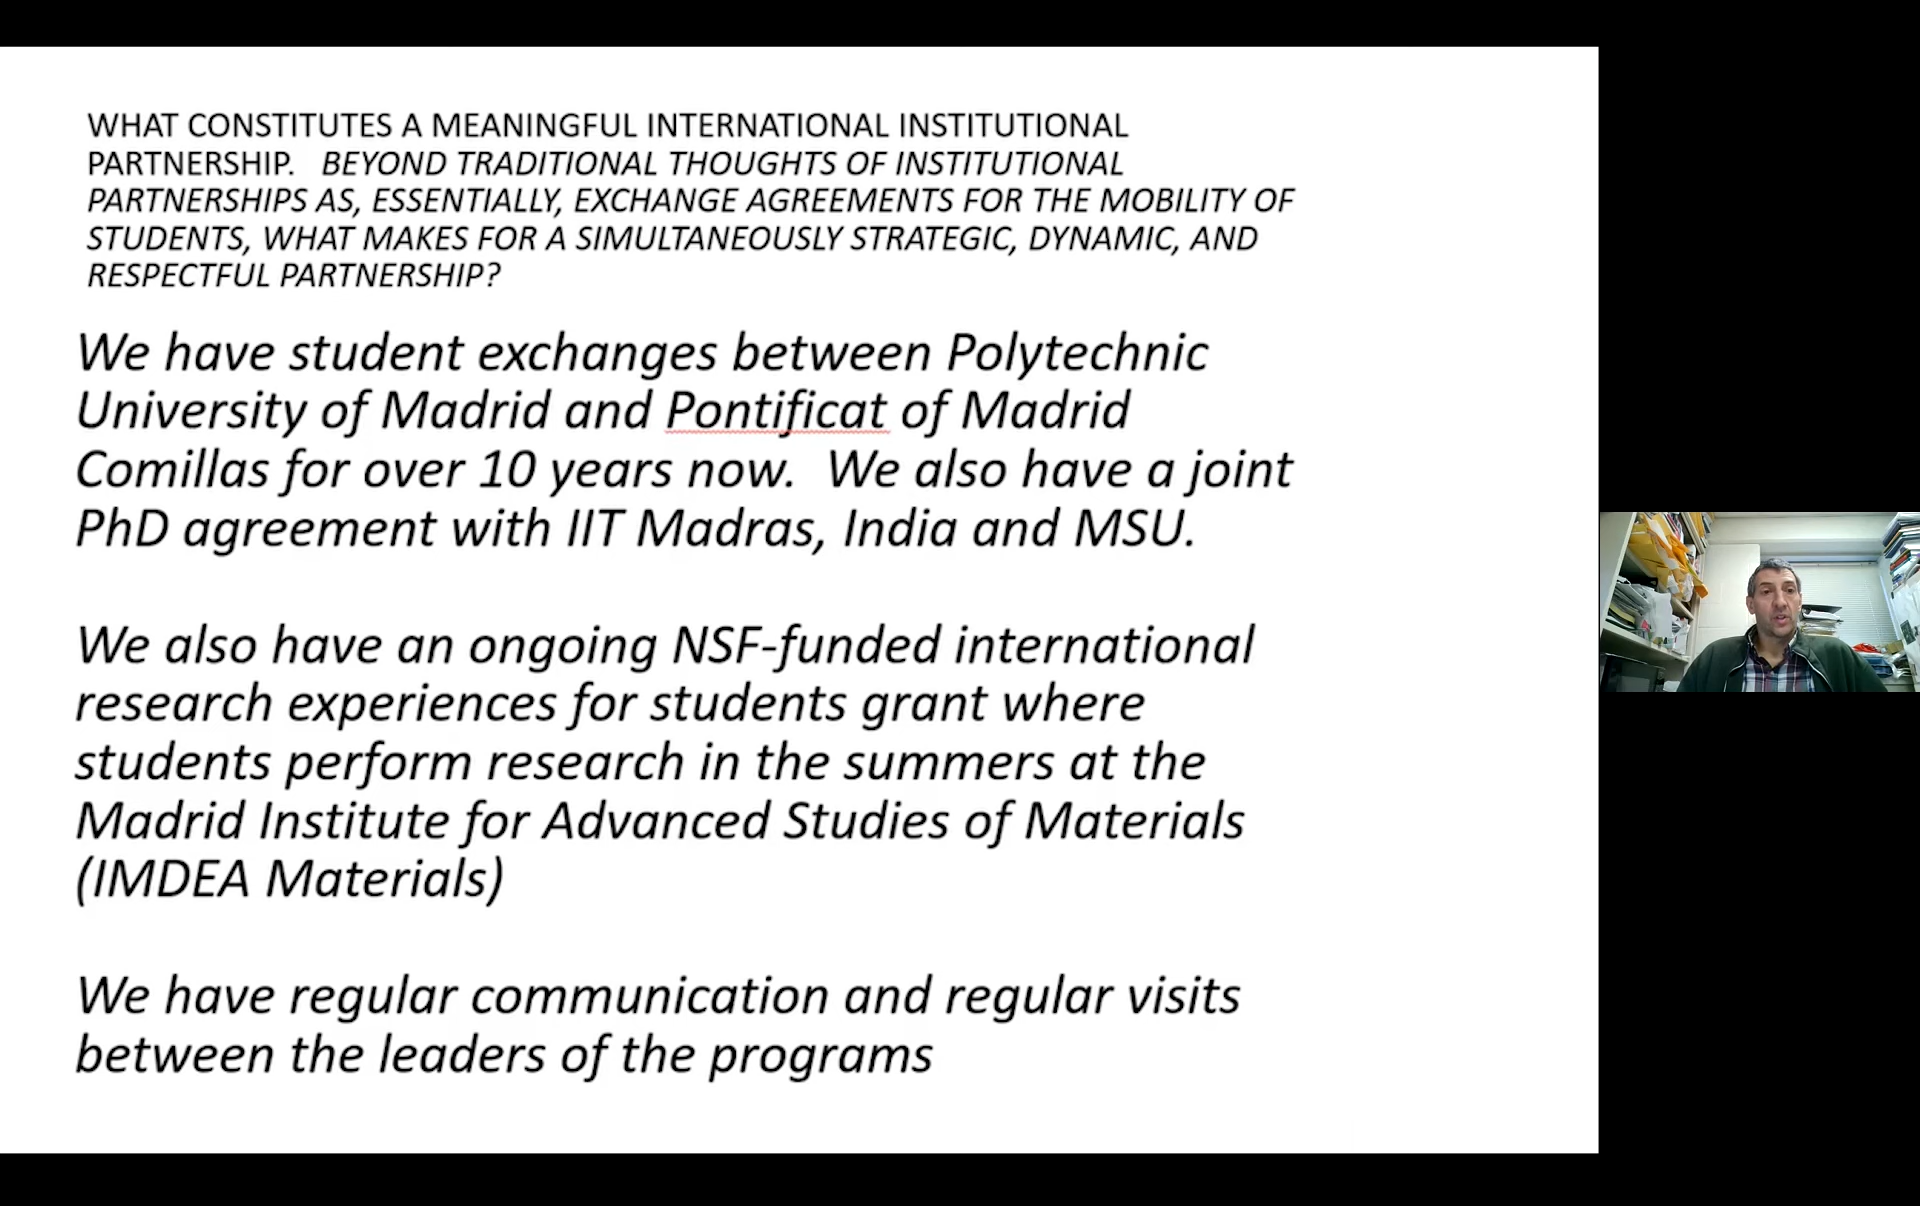 WHAT CONSTITUTES A MEANINGFUL INTERNATIONAL INSTITUTIONAL
PARTNERSHIP. BEYOND TRADITIONAL THOUGHTS OF INSTITUTIONAL
PARTNERSHIPS AS, ESSENTIALLY, EXCHANGE AGREEMENTS FOR THE MOBILITY OF
STUDENTS, WHAT MAKES FOR A SIMULTANEOUSLY STRATEGIC, DYNAMIC, AND
RESPECTFUL PARTNERSHIP?
We have student exchanges between Polytechnic
University of Madrid and Pontificat of Madrid
Comillas for over 10 years now. We also have a joint
PhD agreement with IIT Madras, India and MSU.
We also have an ongoing NSF-funded international
research experiences for students grant where
students perform research in the summers at the
Madrid Institute for Advanced Studies of Materials
(IMDEA Materials)
We have regular communication and regular visits
between the leaders of the programs